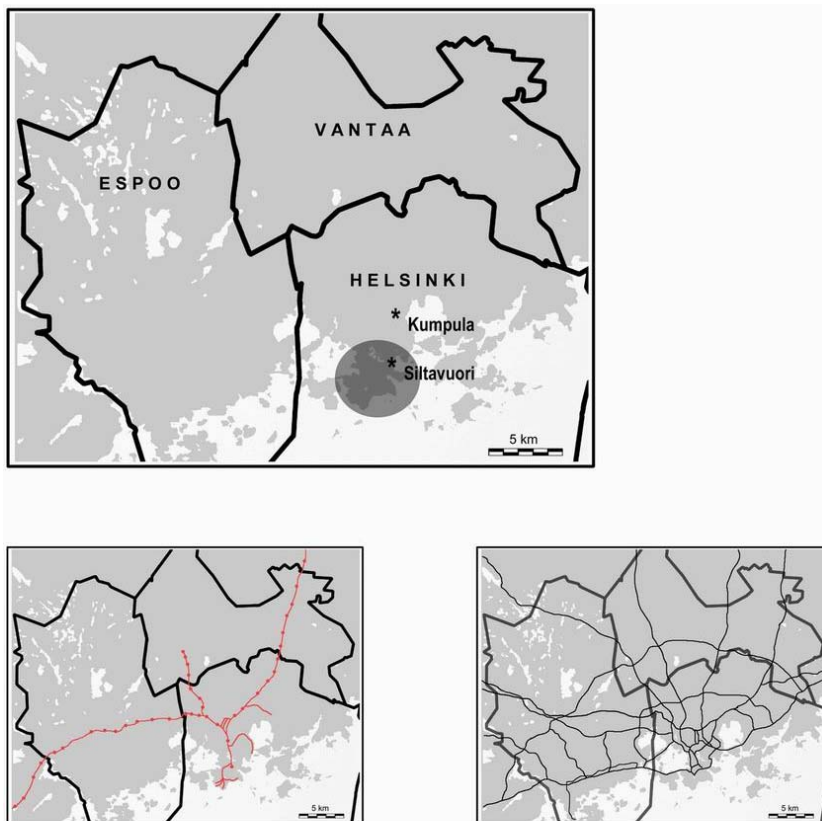 VANTAA
ESPOO
HELSINKI
* Kumpula
* Siltavuori
5 km
5 km
5 km